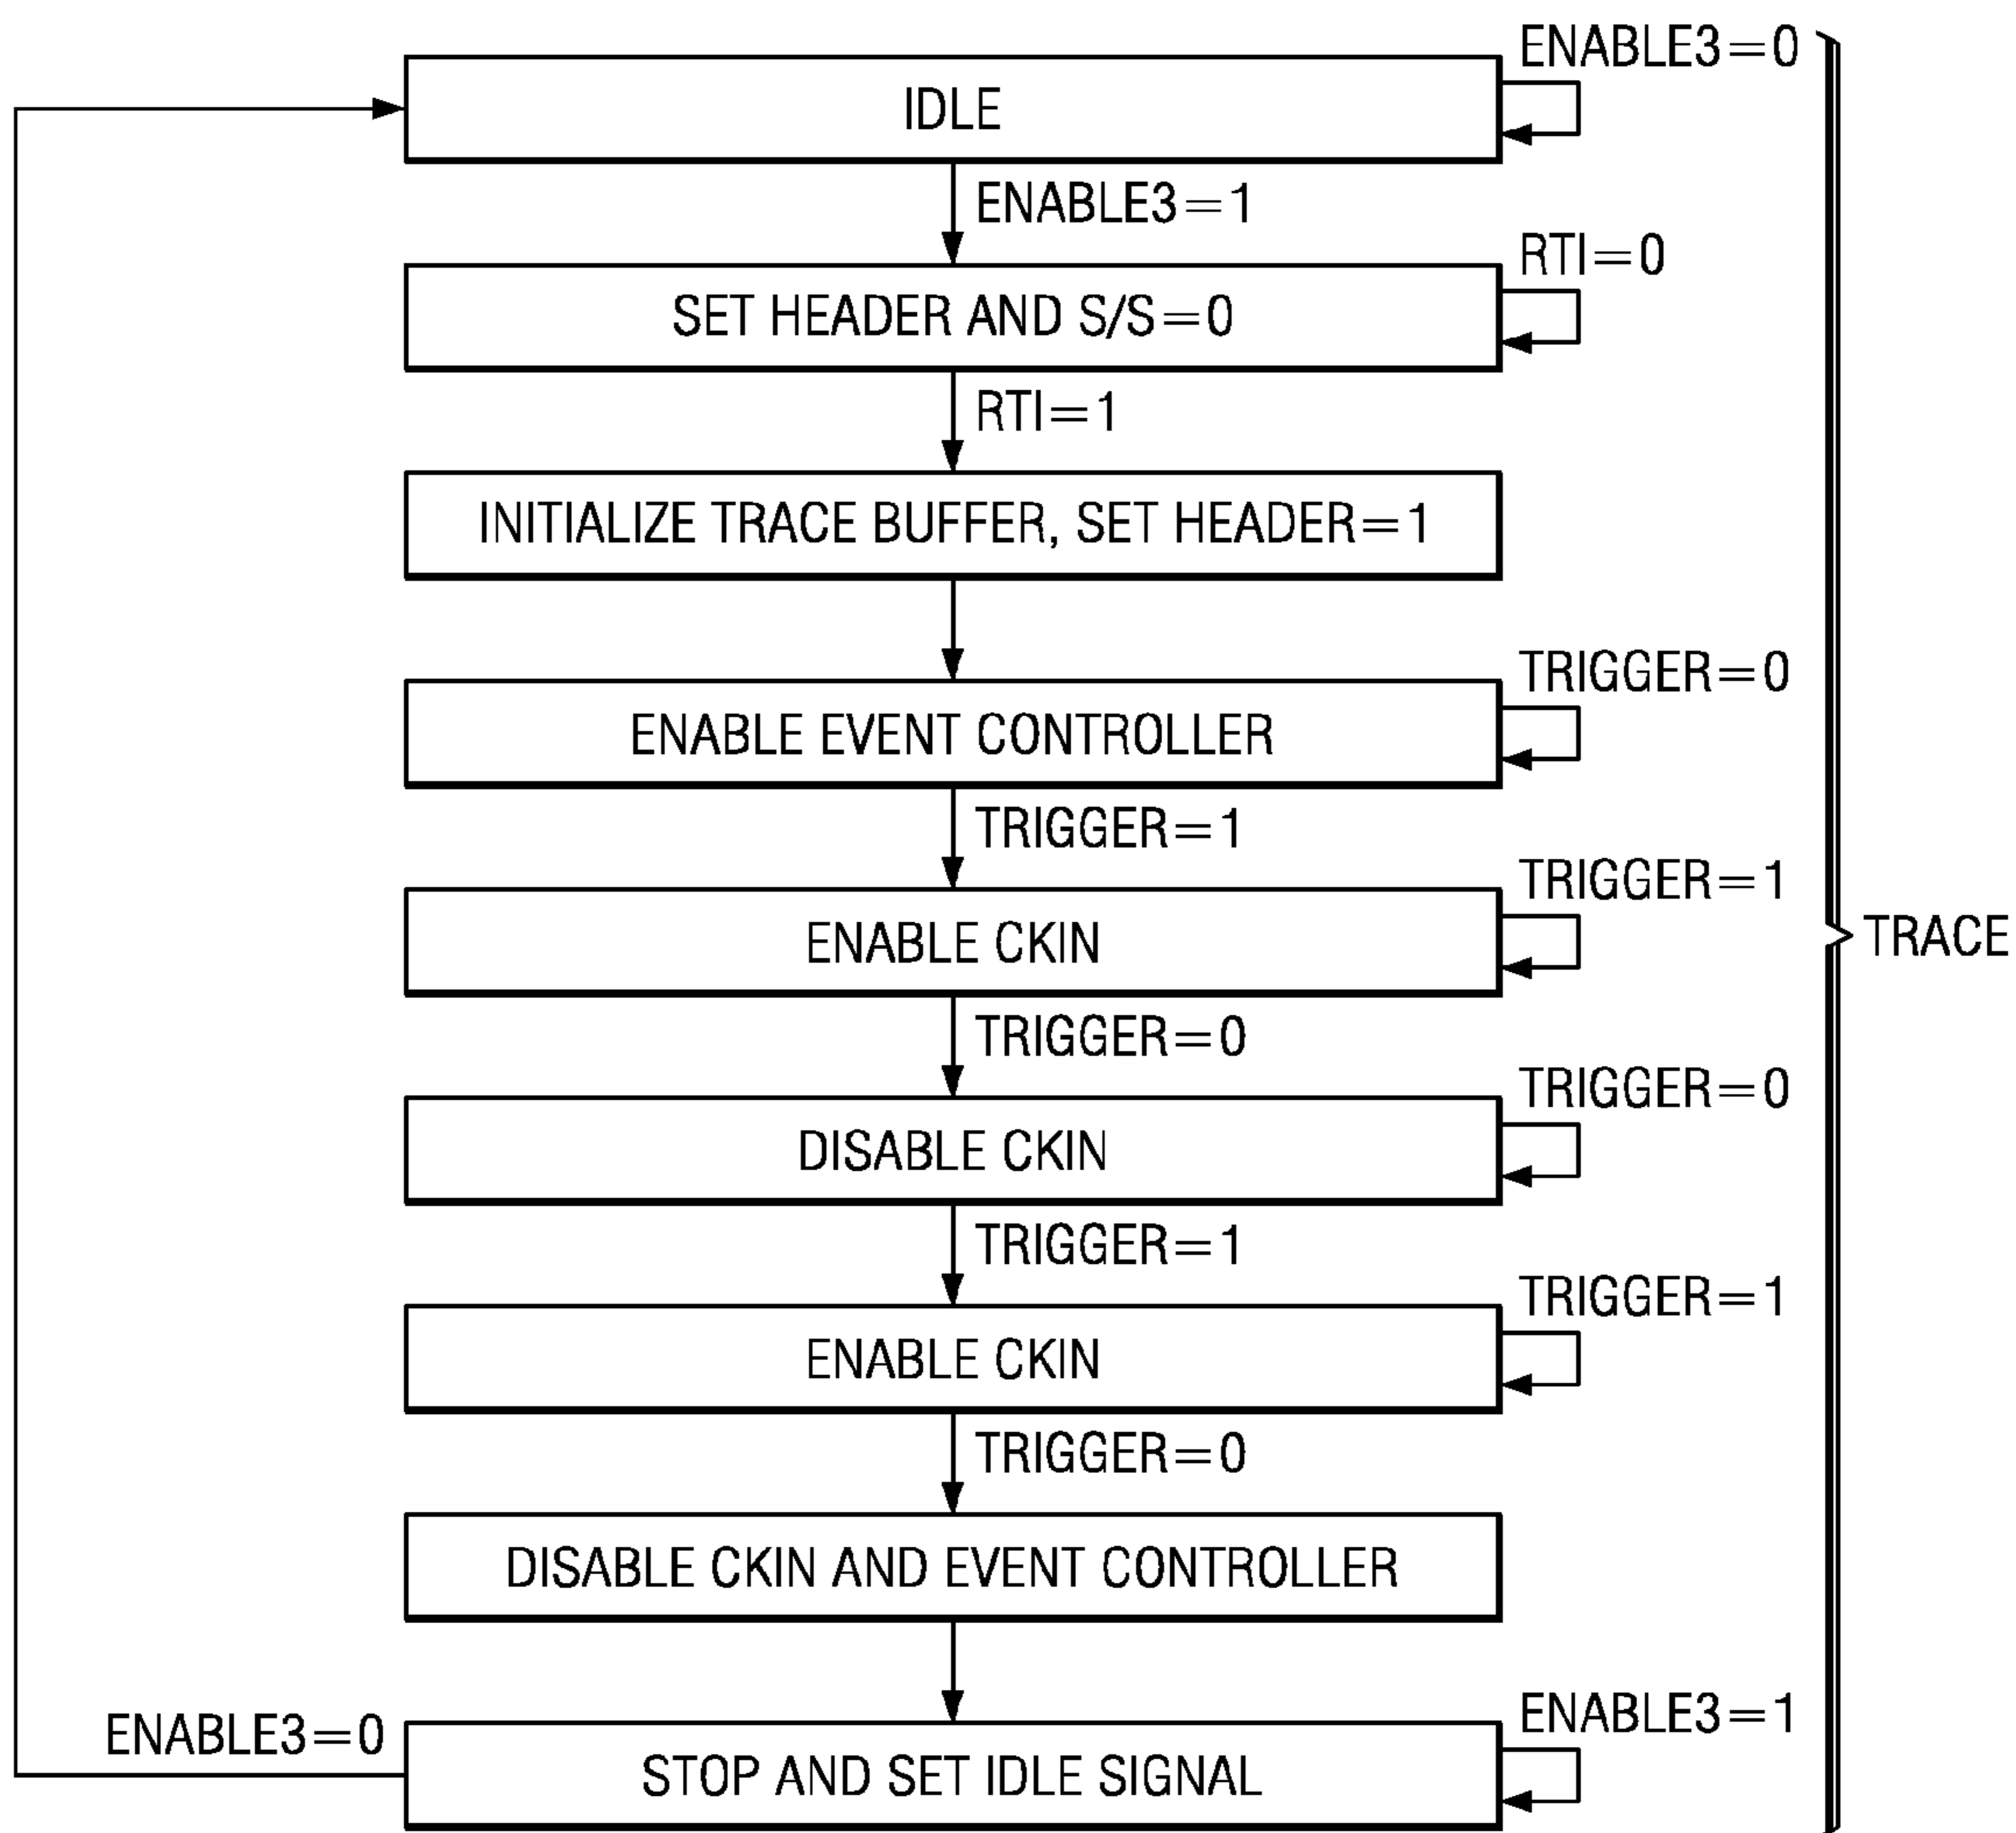 ENABLE3=0
IDLE
ENABLE3=1
RTI=0
SET HEADER AND S/S=0
RTI=1
INITIALIZE TRACE BUFFER, SET HEADER=1
TRIGGER=0
ENABLE EVENT CONTROLLER
TRIGGER=1
TRIGGER=1
ENABLE CKIN
TRACE
TRIGGER=0
TRIGGER=0
DISABLE CKIN
TRIGGER=1
TRIGGER=1
ENABLE CKIN
TRIGGER=0
DISABLE CKIN AND EVENT CONTROLLER
ENABLE3=1
ENABLE3=0
STOP AND SET IDLE SIGNAL